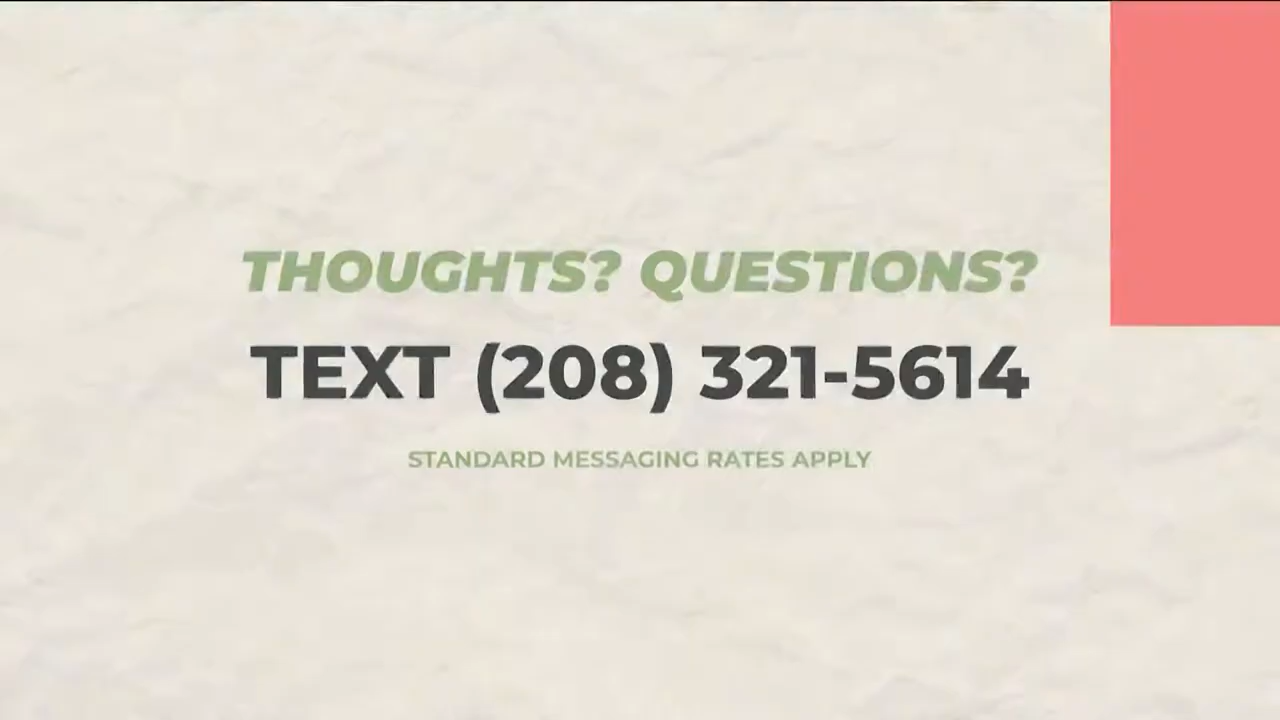 THOUGHTS? QUESTIONS?
TEXT (208) 321-5614
STANDARD MESSAGING RATES APPLY